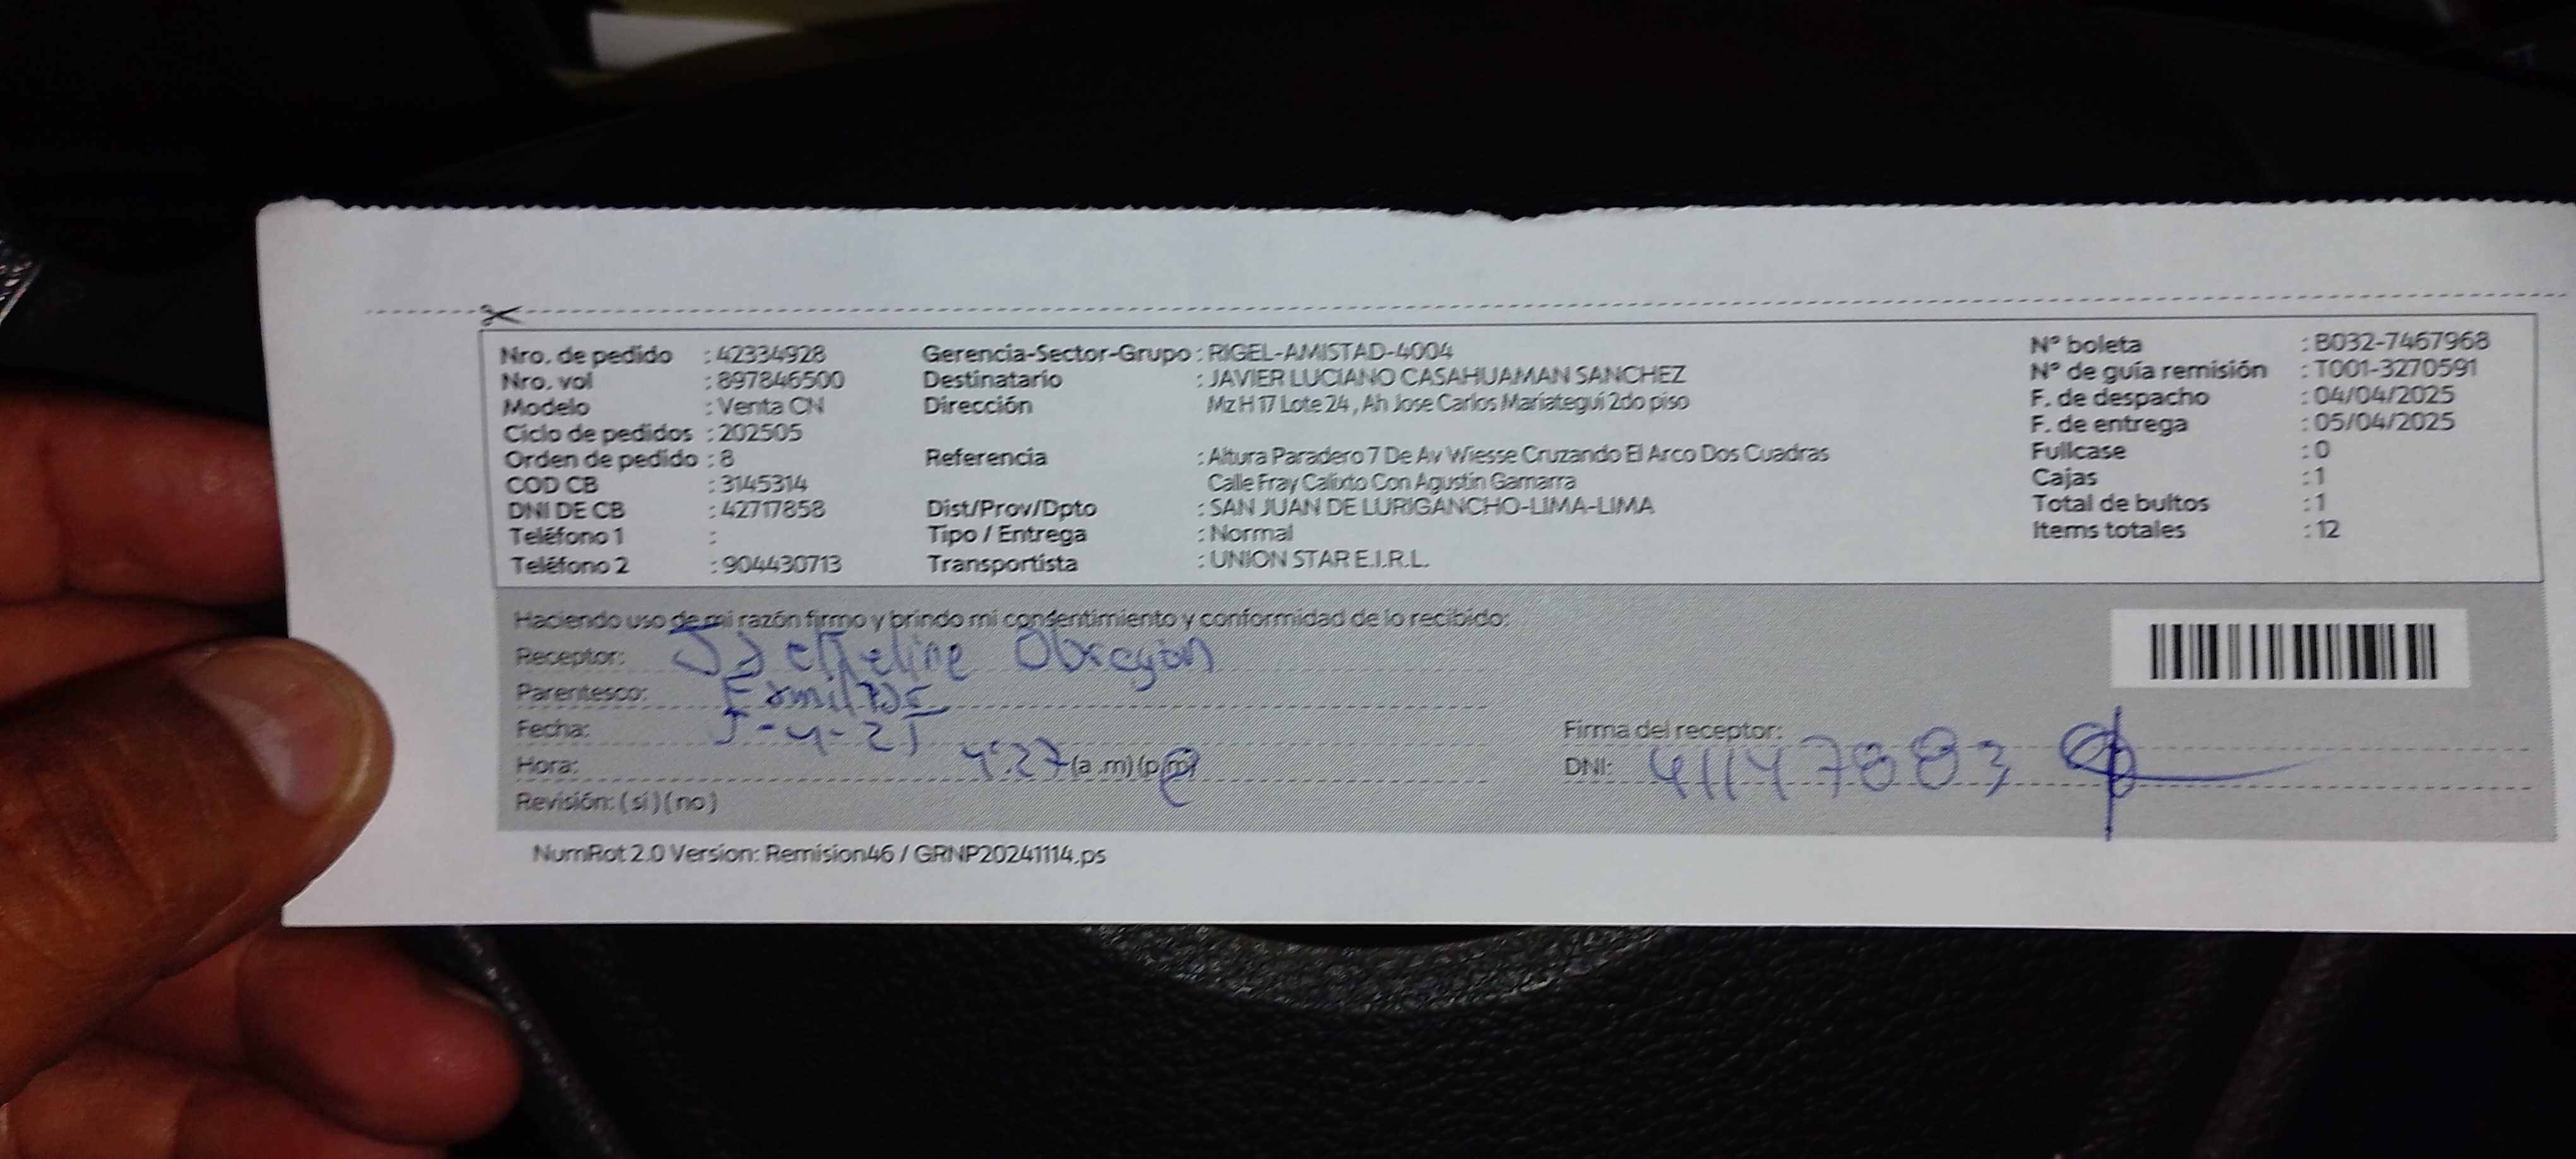 Nro. de pedido : 42334928
Nro. vol : 897846500
Modelo : Venta CN
Ciclo de pedidos : 202505
Orden de pedido : 8
COD CB : 3145314
DNI DE CB : 42717858
Teléfono 1 :
Teléfono 2 : 904430713
Gerencia-Sector-Grupo : RIGEL-AMISTAD-4004
Destinatario : JAVIER LUCIANO CASAHUAMAN SANCHEZ
Dirección Mz H 17 Lote 24 , Ah Jose Carlos Mariategui 2do piso
Referencia : Altura Paradero 7 De Av Wiesse Cruzando El Arco Dos Cuadras
Calle Fray Calixto Con Agustin Gamarra
Dist/Prov/Dpto : SAN JUAN DE LURIGANCHO-LIMA-LIMA
Tipo / Entrega : Normal
Transportista : UNION STAR E.I.R.L.
N° boleta : B032-7467968
N° de guía remisión : T001-3270591
F. de despacho : 04/04/2025
F. de entrega : 05/04/2025
Fullcase : 0
Cajas : 1
Total de bultos : 1
Items totales : 12
Haciendo uso de mi razón firmo y brindo mi consentimiento y conformidad de lo recibido:
Receptor: Obregon
Parentesco: Familiar
Fecha: 5-4-25
Hora: 4:27 (a .m) (p.m)
Revisión: ( si ) ( no )
Firma del receptor:
DNI: 41147883
NumRot 2.0 Version: Remision46 / GRNP20241114.ps